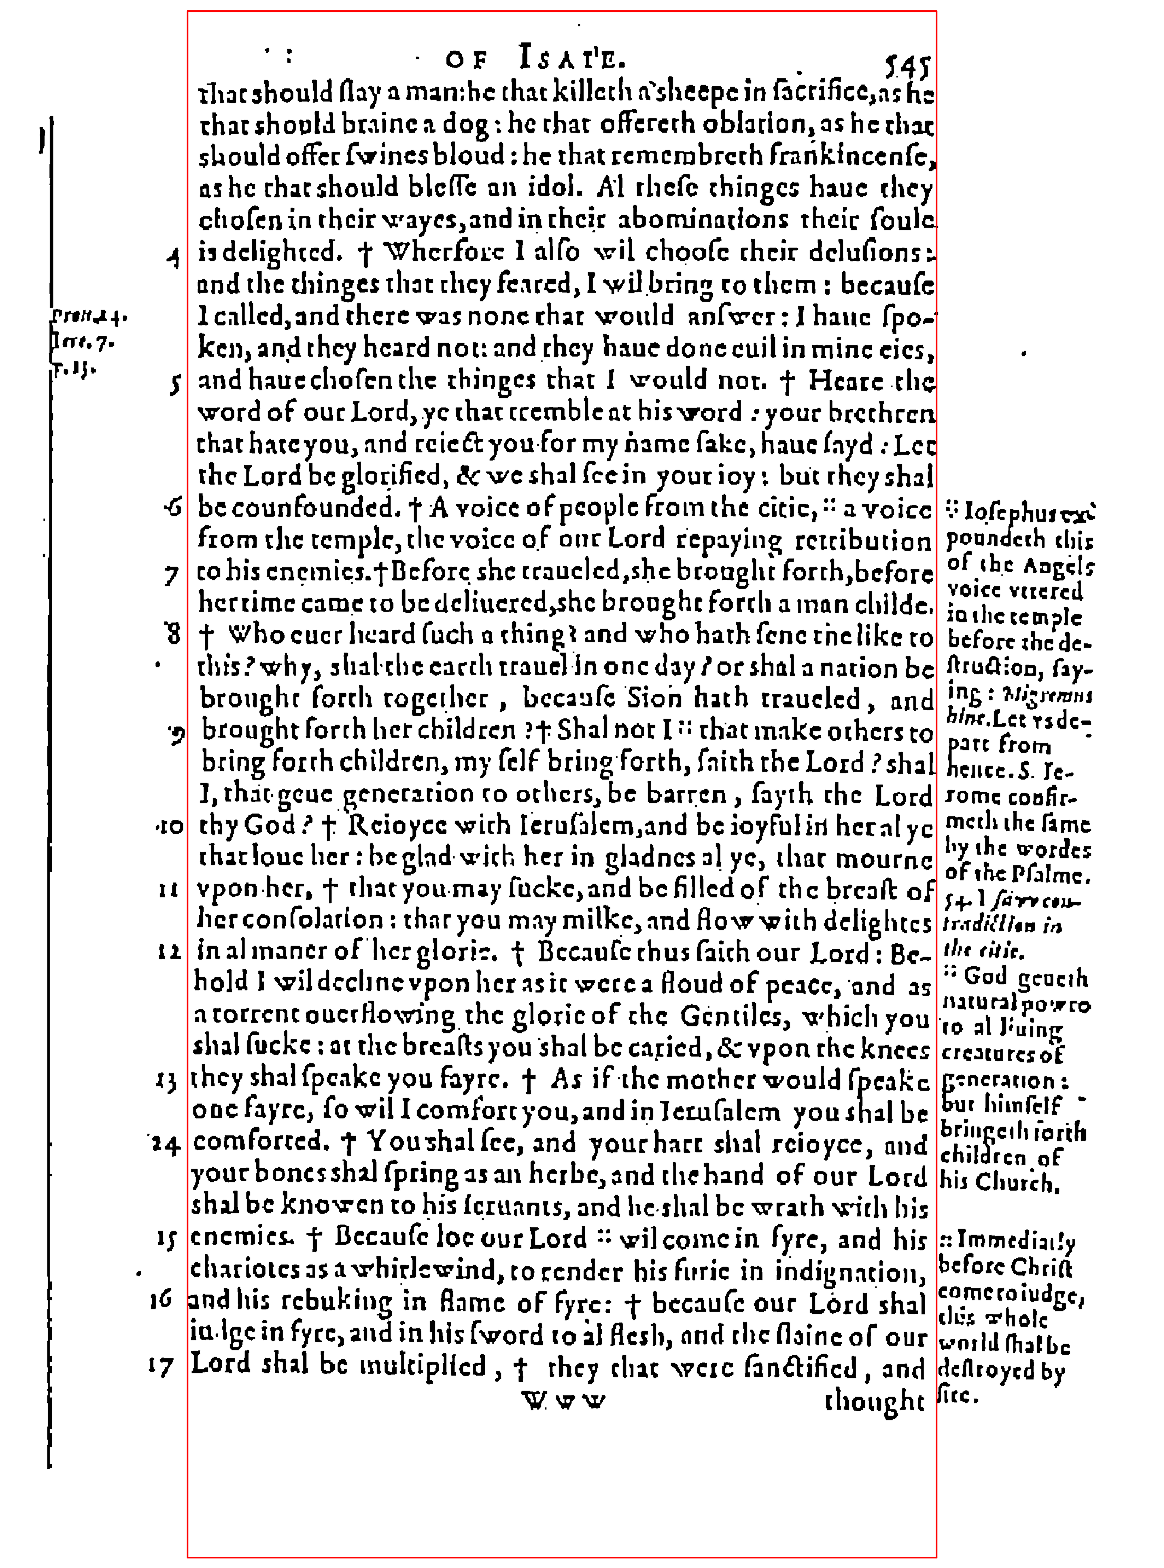 OF ISAIE. 545
that should ſlay a man: he that killeth a ſheepe in ſacrifice, as he
that should braine a dog: he that offereth oblation, as he that
should offer ſwines bloud: he that remembreth frankincenſe,
as he that should bleſſe an idol. Al theſe thinges haue they
choſen in their wayes, and in their abominations their ſoule
4 is delighted. † Wherfore I alſo wil chooſe their deluſions:
and the thinges that they feared, I wil bring to them: becauſe
I called, and there was none that would anſwer: I haue ſpo-
ken, and they heard not: and they haue done euil in mine eies,
5 and haue choſen the thinges that I would not. † Heare the
word of our Lord, ye that tremble at his word: your brethren
that hate you, and reiect you for my name ſake, haue ſayd: Let
the Lord be glorified, & we shal ſee in your ioy: but they shal
6 be counfounded. † A voice of people from the citie, :: a voice
from the temple, the voice of our Lord repaying retribution
7 to his enemies. † Before she traueled, she brought forth, before
her time came to be deliuered, she brought forth a man childe.
8 † Who euer heard ſuch a thing? and who hath ſene the like to
this? why, shal the earth trauel in one day? or shal a nation be
brought forth together, becauſe Sion hath traueled, and
9 brought forth her children? † Shal not I :: that make others to
bring forth children, my ſelf bring forth, ſaith the Lord? shal
I, that geue generation to others, be barren, ſayth the Lord
10 thy God? † Reioyce with Ieruſalem, and be ioyful in her al ye
that loue her: be glad with her in gladnes al ye, that mourne
11 vpon her, † that you may ſucke, and be filled of the breaſt of
her conſolation: that you may milke, and flow with delightes
12 in al maner of her glorie. † Becauſe thus ſaith our Lord: Be-
hold I wil decline vpon her as it were a floud of peace, and as
a torrent ouerflowing the glorie of the Gentiles, which you
shal ſucke: at the breaſts you shal be caried, & vpon the knees
13 they shal ſpeake you fayre. † As if the mother would ſpeake
one fayre, ſo wil I comfort you, and in Ieruſalem you shal be
14 comforted. † You shal ſee, and your hart shal reioyce, and
your bones shal ſpring as an herbe, and the hand of our Lord
shal be knowen to his ſeruants, and he shal be wrath with his
15 enemies. † Becauſe loe our Lord :: wil come in fyre, and his
chariotes as a whirlewind, to render his furie in indignation,
16 and his rebuking in flame of fyre: † becauſe our Lord shal
iudge in fyre, and in his ſword to al flesh, and the ſlaine of our
17 Lord shal be multiplied, † they that were ſanctified, and
W w w thought
Prou. 1. 24.
Iere. 7.
v. 13.
:: Ioſephus ex-
poundeth this
of the Angels
voice vttered
in the temple
before the de-
ſtruction, ſay-
ing: Migremus
hinc. Let vs de-
part from
hence. S. Ie-
rome confir-
meth the ſame
by the wordes
of the Pſalme.
54. I ſaw con-
tradiction in
the citie.
:: God geueth
natural powre
to al liuing
creatures of
generation:
but himſelf
bringeth forth
children of
his Church.
:: Immediatly
before Chriſt
come to iudge,
this whole
world ſhal be
deſtroyed by
fire.